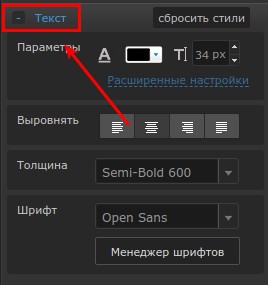 - Текст сбросить стили
Параметры A T 34 px
Расширенные настройки
Выровнять
Толщина Semi-Bold 600
Шрифт Open Sans
Менеджер шрифтов